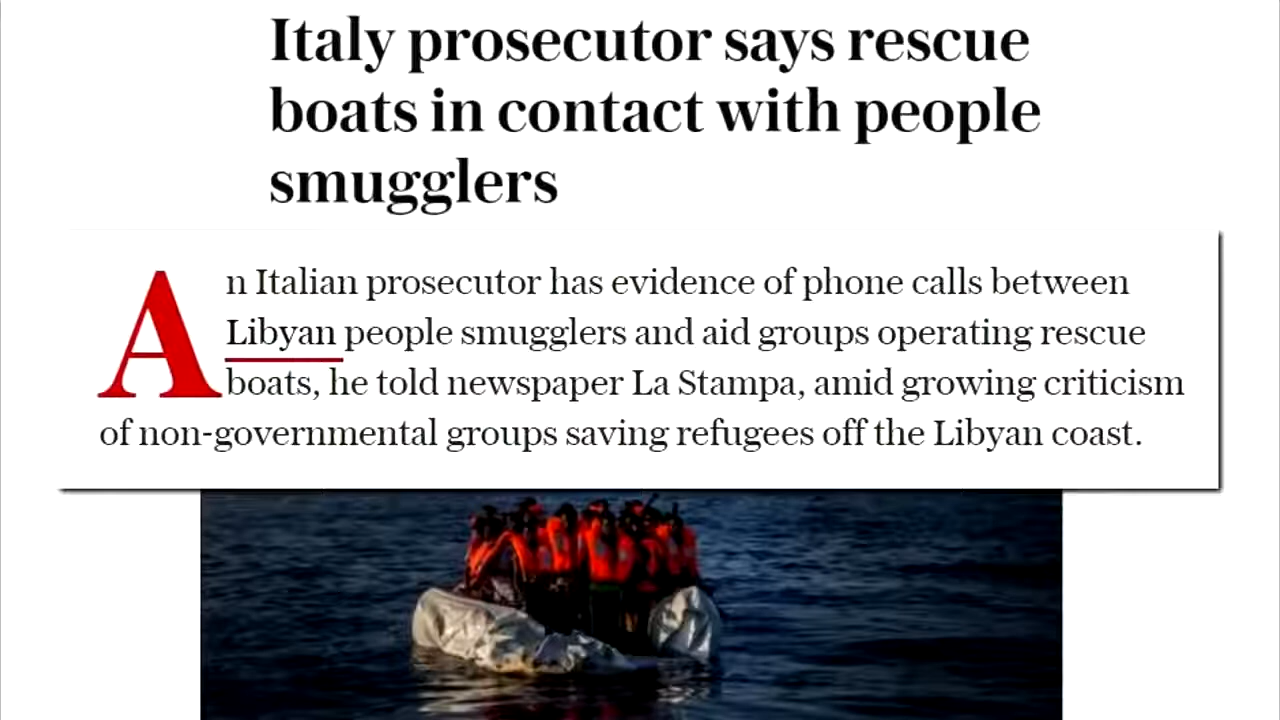 Italy prosecutor says rescue
boats in contact with people
smugglers
An Italian prosecutor has evidence of phone calls between
Libyan people smugglers and aid groups operating rescue
boats, he told newspaper La Stampa, amid growing criticism
of non-governmental groups saving refugees off the Libyan coast.